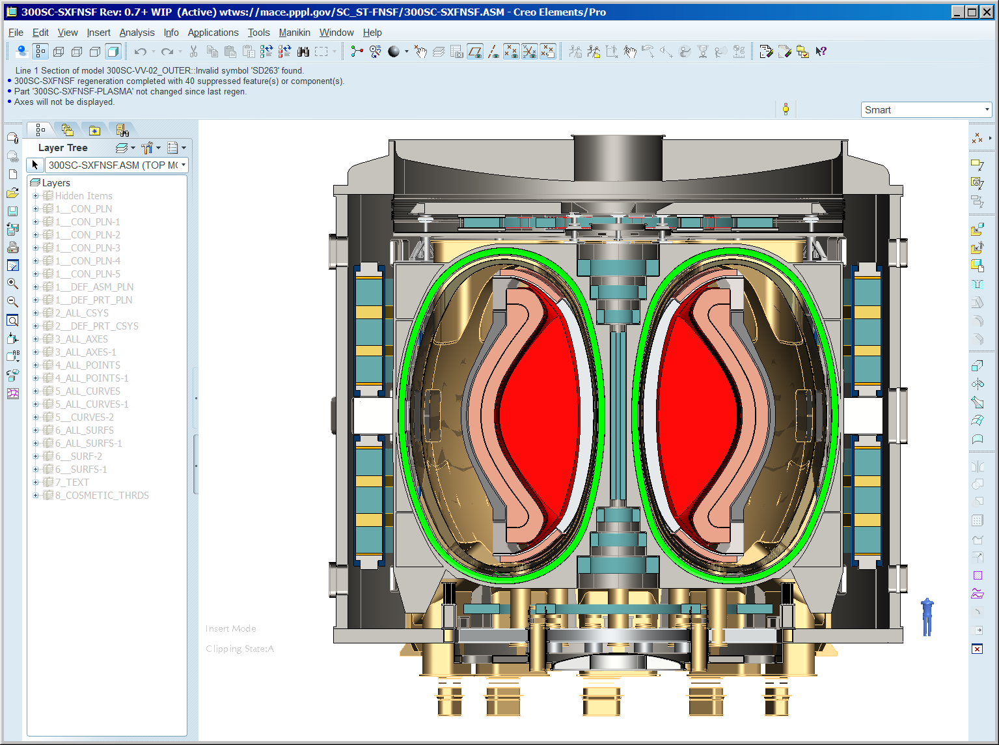 300SC-SXFNSF Rev: 0.7+ WIP (Active) wtws://mace.pppl.gov/SC_ST-FNSF/300SC-SXFNSF.ASM - Creo Elements/Pro
File Edit View Insert Analysis Info Applications Tools Manikin Window Help
Line 1 Section of model 300SC-VV-02_OUTER::Invalid symbol 'SD263' found.
300SC-SXFNSF regeneration completed with 40 suppressed feature(s) or component(s).
Part '300SC-SXFNSF-PLASMA' not changed since last regen.
Axes will not be displayed.
Smart
Layer Tree
300SC-SXFNSF.ASM (TOP M
Layers
Hidden Items
1__CON_PLN
1__CON_PLN-1
1__CON_PLN-2
1__CON_PLN-3
1__CON_PLN-4
1__CON_PLN-5
1__DEF_ASM_PLN
1__DEF_PRT_PLN
2_ALL_CSYS
2__DEF_PRT_CSYS
3_ALL_AXES
3_ALL_AXES-1
4_ALL_POINTS
4_ALL_POINTS-1
5_ALL_CURVES
5_ALL_CURVES-1
5__CURVES-2
6_ALL_SURFS
6_ALL_SURFS-1
6__SURF-2
6__SURFS-1
7_TEXT
8_COSMETIC_THRDS
Insert Mode
Clipping State:A